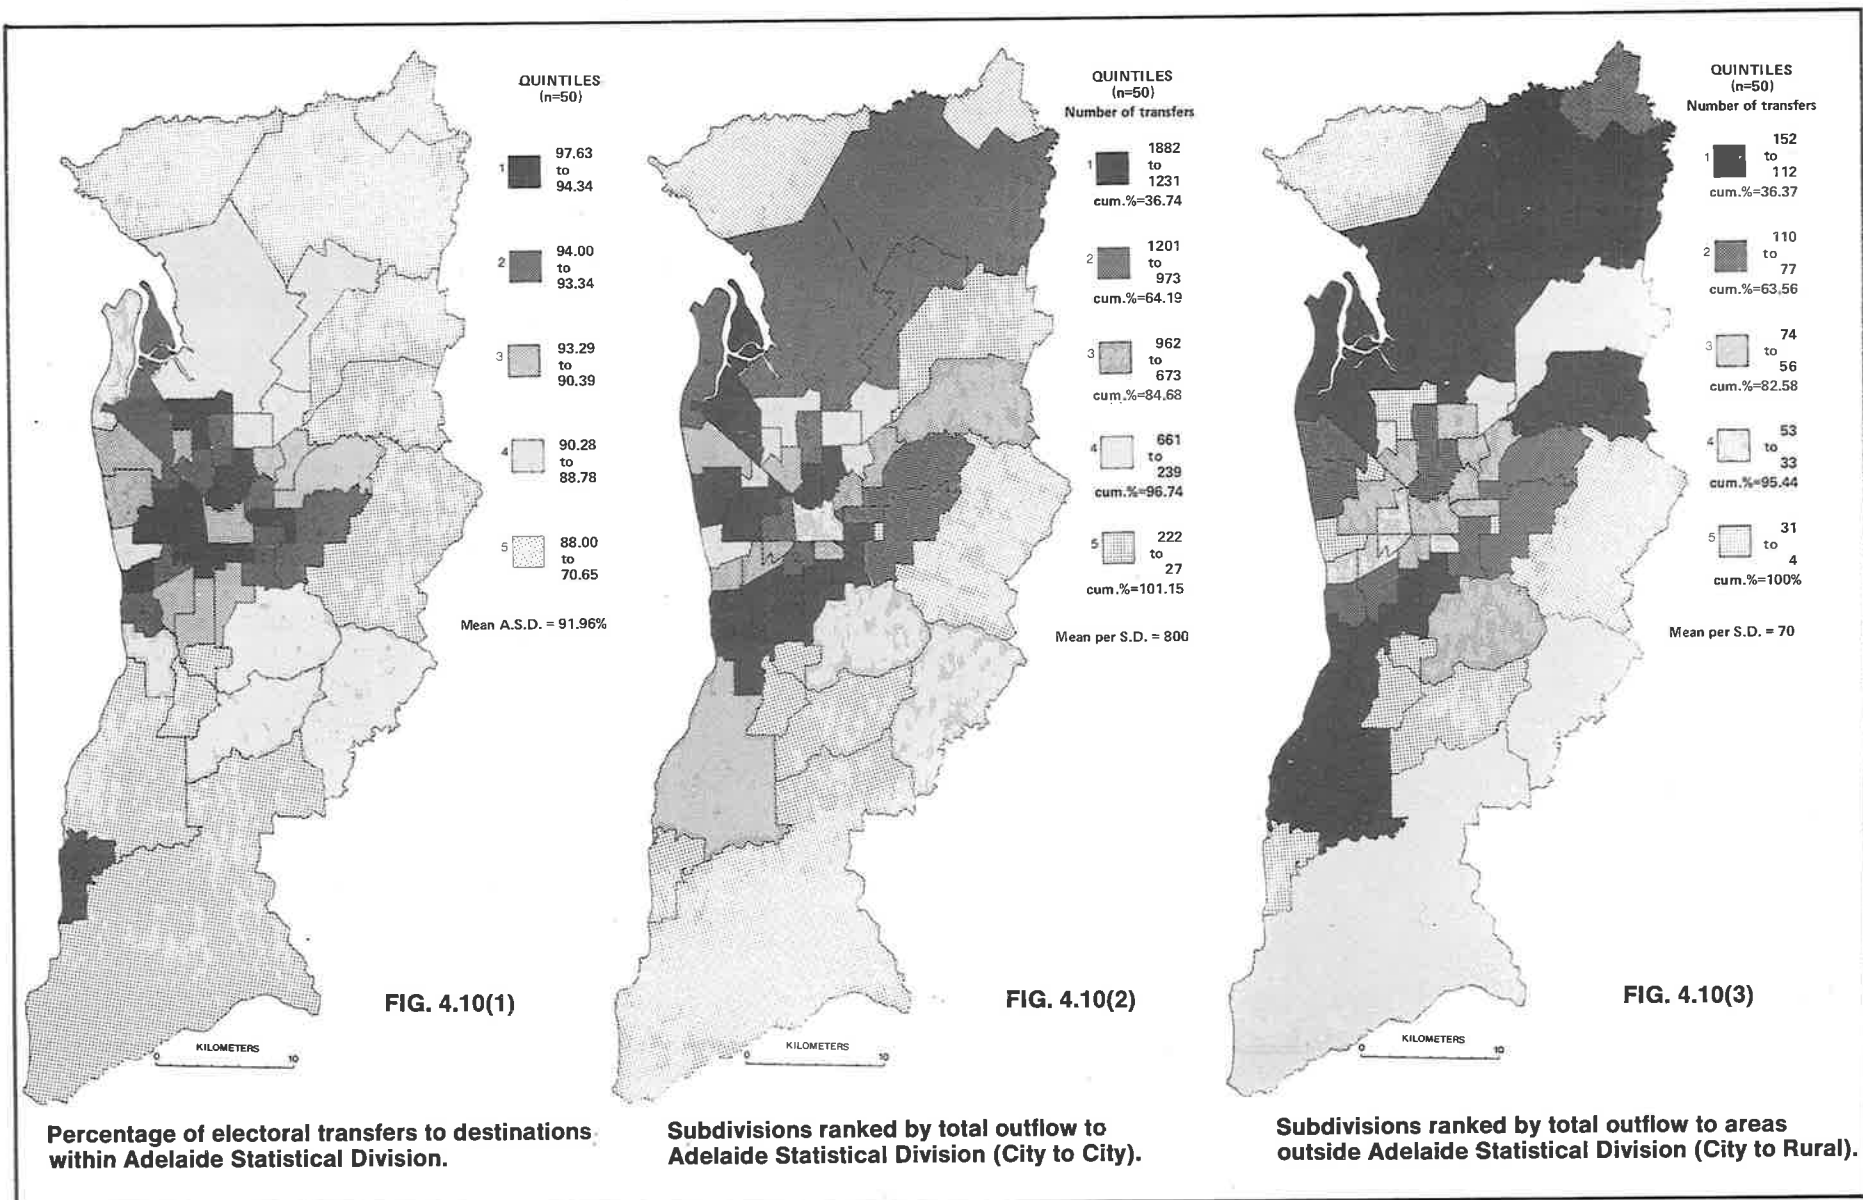 QUINTILES
(n=50)
1
97.63
to
94.34
2
94.00
to
93.34
3
93.29
to
90.39
4
90.28
to
88.78
5
88.00
to
70.65
Mean A.S.D. = 91.96%
FIG. 4.10(1)
KILOMETERS
0 10
Percentage of electoral transfers to destinations
within Adelaide Statistical Division.
QUINTILES
(n=50)
Number of transfers
1
1882
to
1231
cum.%=36.74
2
1201
to
973
cum.%=64.19
3
962
to
673
cum.%=84.68
4
661
to
239
cum.%=96.74
5
222
to
27
cum.%=101.15
Mean per S.D. = 800
FIG. 4.10(2)
KILOMETERS
0 10
Subdivisions ranked by total outflow to
Adelaide Statistical Division (City to City).
QUINTILES
(n=50)
Number of transfers
1
152
to
112
cum.%=36.37
2
110
to
77
cum.%=63.56
3
74
to
56
cum.%=82.58
4
53
to
33
cum.%=95.44
5
31
to
4
cum.%=100%
Mean per S.D. = 70
FIG. 4.10(3)
KILOMETERS
0 10
Subdivisions ranked by total outflow to areas
outside Adelaide Statistical Division (City to Rural).